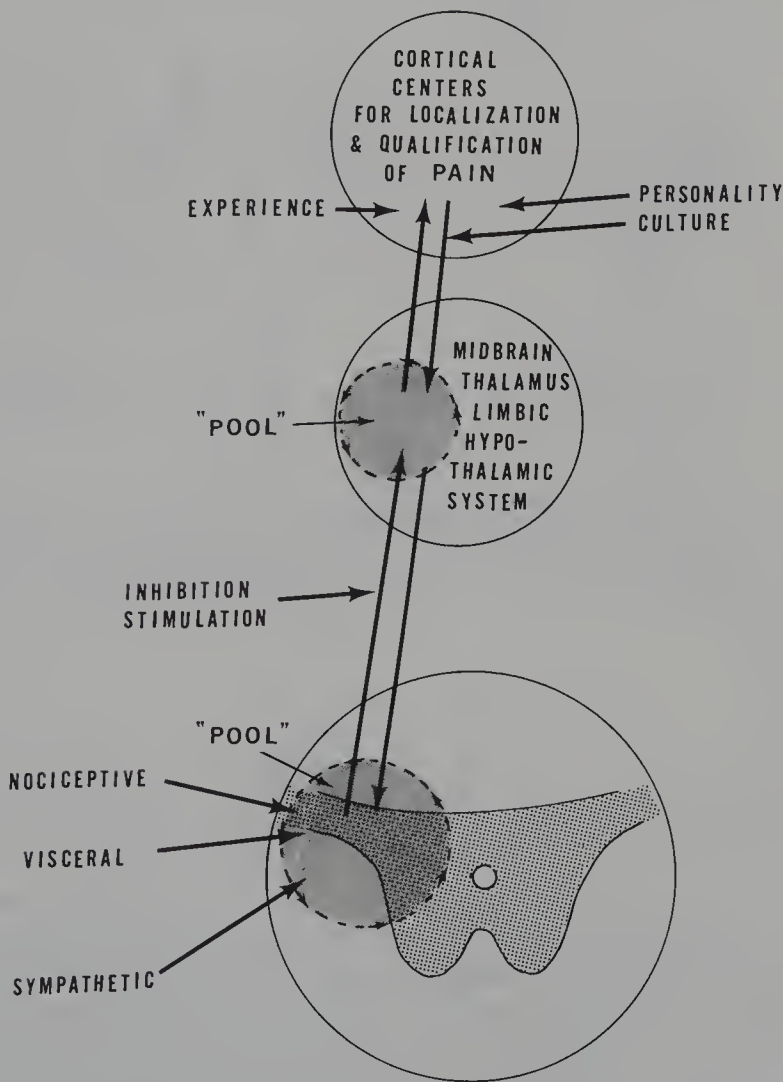 CORTICAL
CENTERS
FOR LOCALIZATION
& QUALIFICATION
OF PAIN
EXPERIENCE
PERSONALITY
CULTURE
MIDBRAIN
THALAMUS
LIMBIC
HYPO-
THALAMIC
SYSTEM
"POOL"
INHIBITION
STIMULATION
"POOL"
NOCICEPTIVE
VISCERAL
SYMPATHETIC